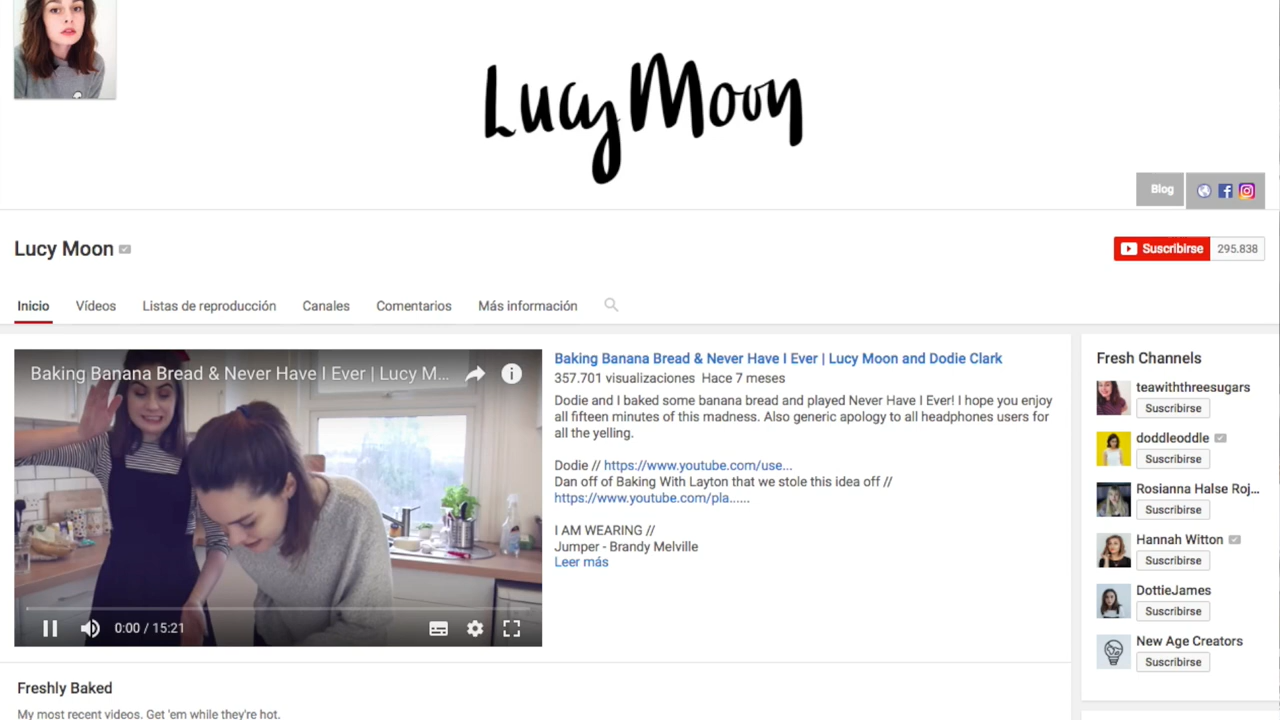 Lucy Moon
Blog
Lucy Moon
Suscribirse 295.838
Inicio Vídeos Listas de reproducción Canales Comentarios Más información
Baking Banana Bread & Never Have I Ever | Lucy M...
0:00 / 15:21
Baking Banana Bread & Never Have I Ever | Lucy Moon and Dodie Clark
357.701 visualizaciones Hace 7 meses
Dodie and I baked some banana bread and played Never Have I Ever! I hope you enjoy
all fifteen minutes of this madness. Also generic apology to all headphones users for
all the yelling.
Dodie // https://www.youtube.com/use...
Dan off of Baking With Layton that we stole this idea off //
https://www.youtube.com/pla......
I AM WEARING //
Jumper - Brandy Melville
Leer más
Fresh Channels
teawiththreesugars
Suscribirse
doddleoddle
Suscribirse
Rosianna Halse Roj...
Suscribirse
Hannah Witton
Suscribirse
DottieJames
Suscribirse
New Age Creators
Suscribirse
Freshly Baked
My most recent videos. Get 'em while they're hot.